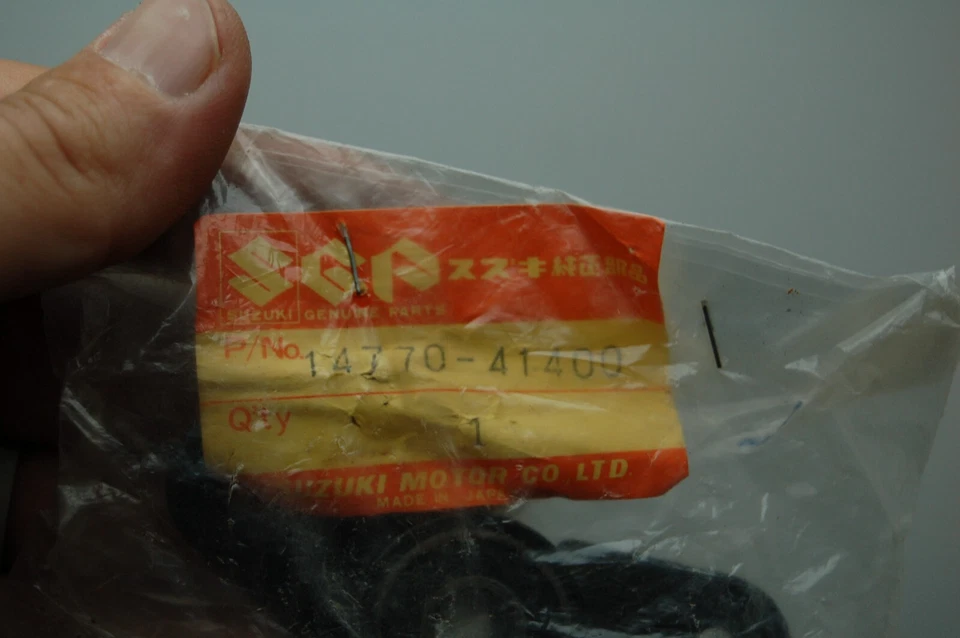 SGP スズキ純正部品
SUZUKI GENUINE PARTS
P/No. 14770-41400
Q'ty 1
SUZUKI MOTOR CO LTD
MADE IN JAPAN